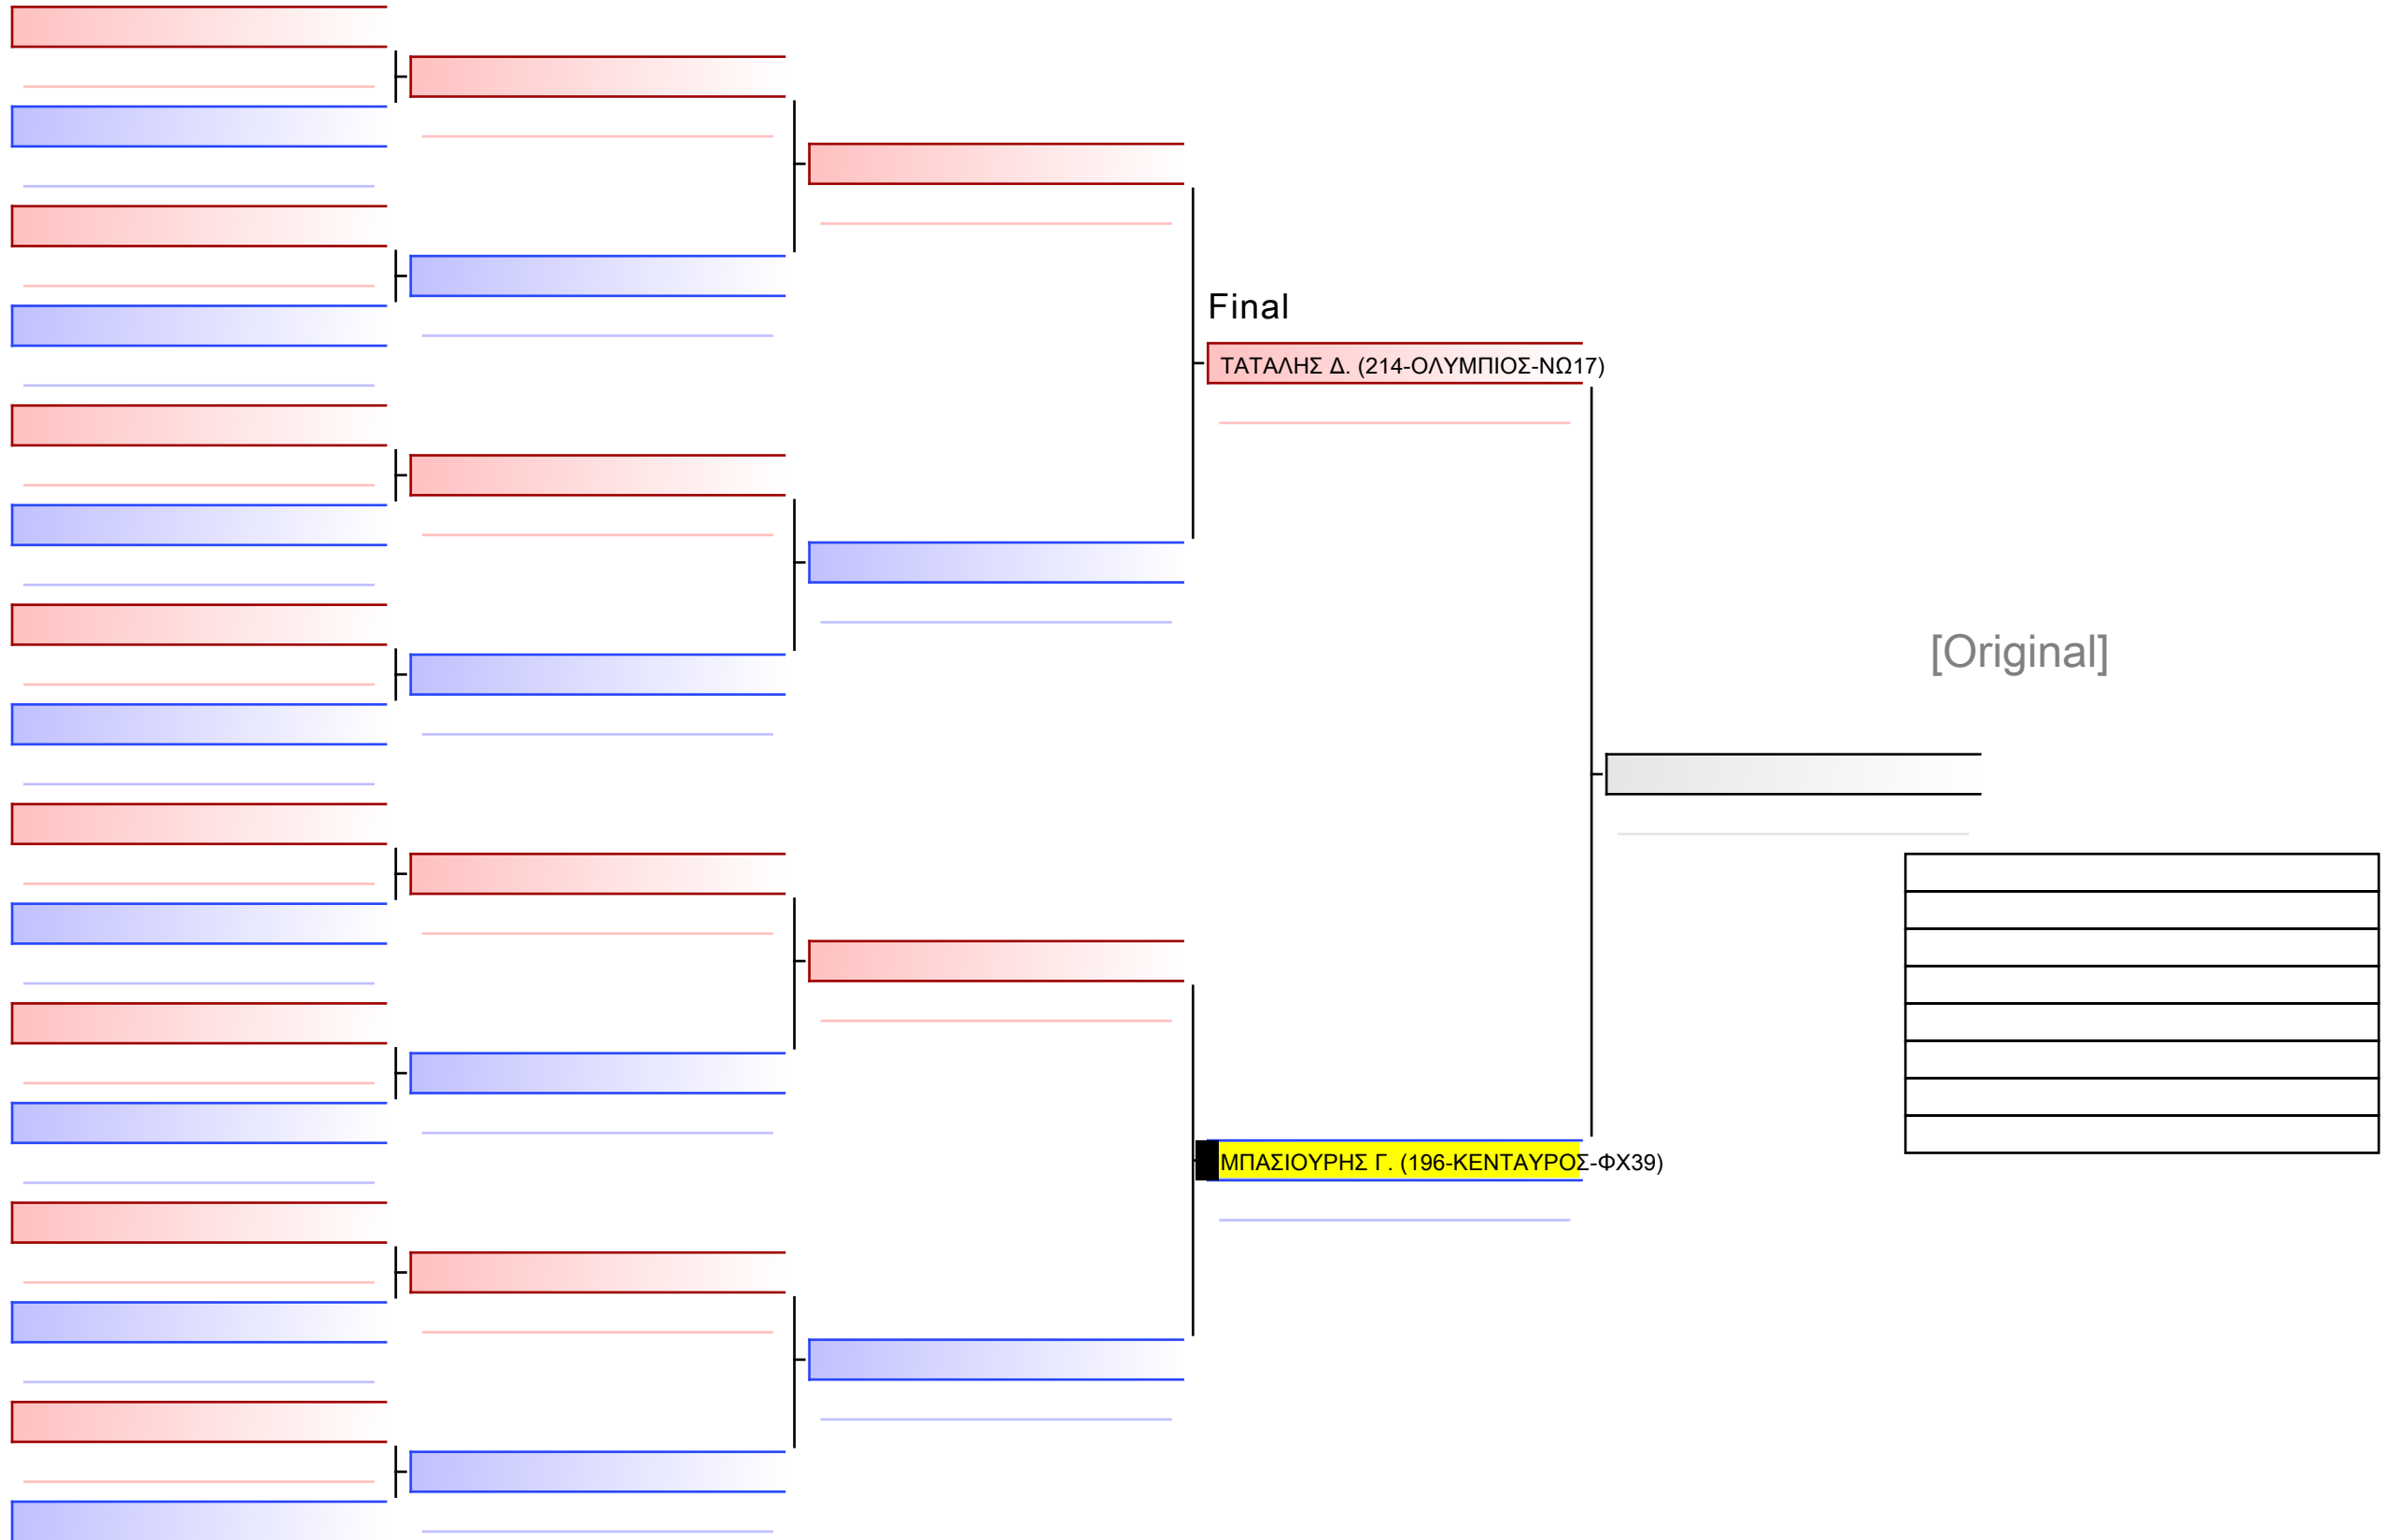 Final
ΤΑΤΑΛΗΣ Δ. (214-ΟΛΥΜΠΙΟΣ-ΝΩ17)
[Original]
ΜΠΑΣΙΟΥΡΗΣ Γ. (196-ΚΕΝΤΑΥΡΟΣ-ΦΧ39)